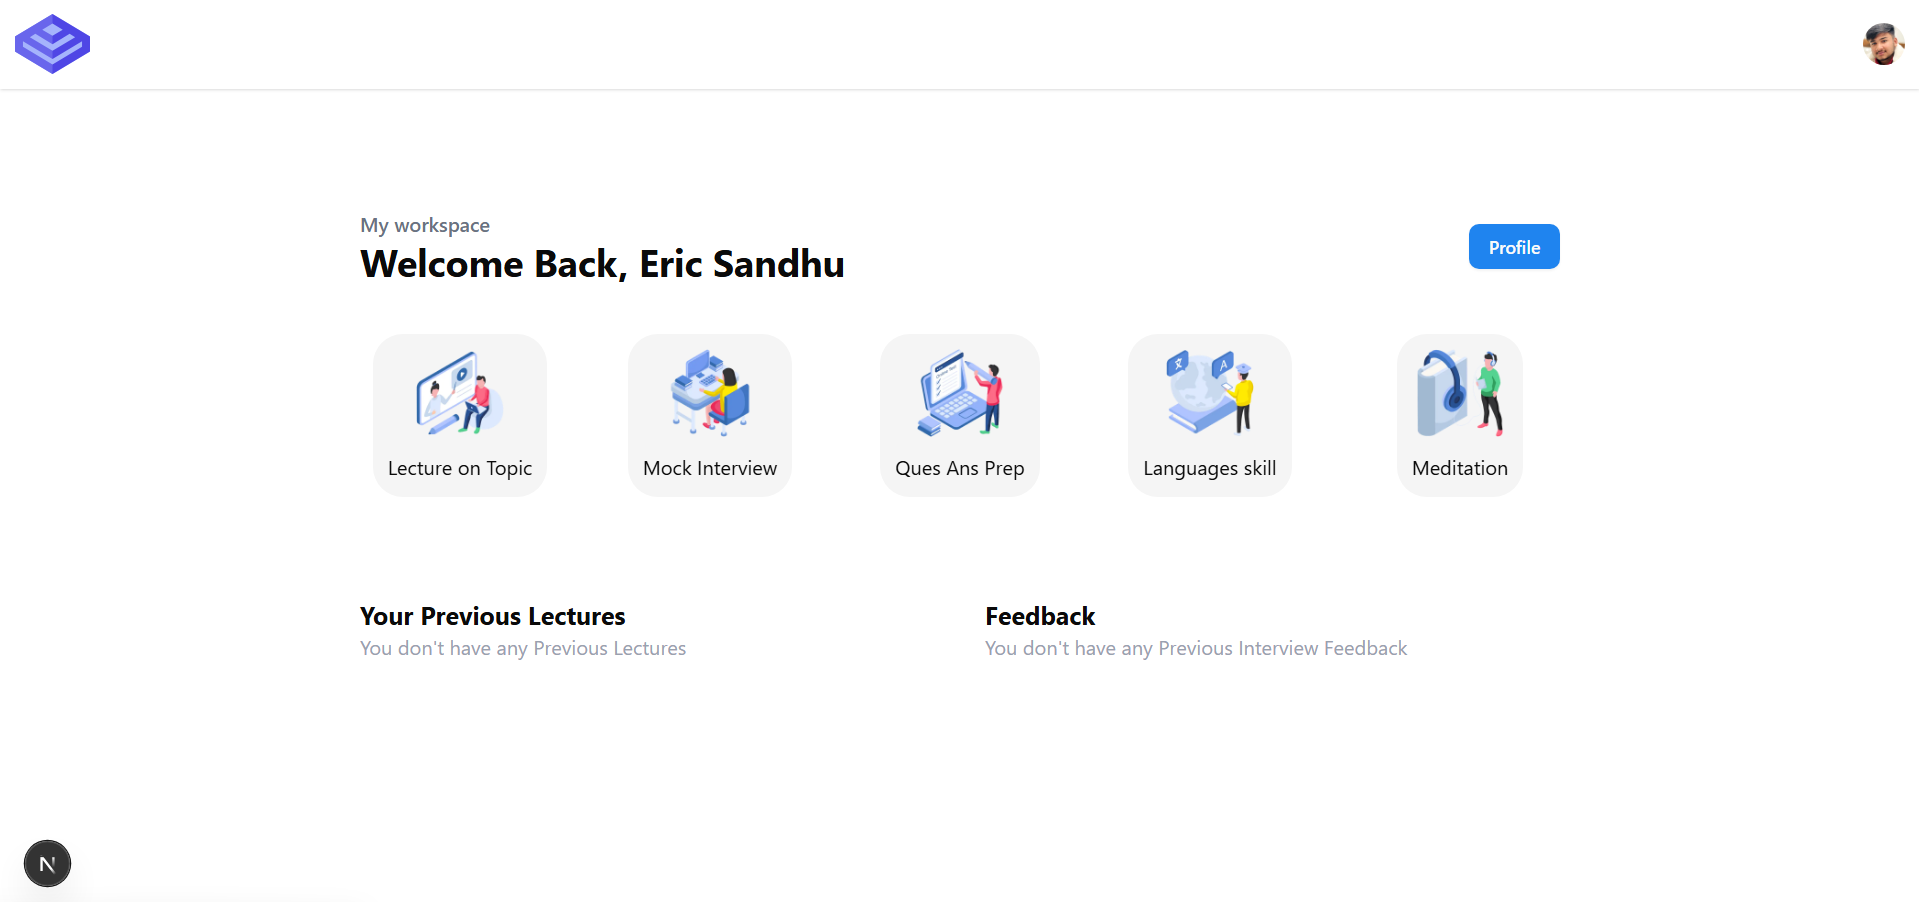 My workspace
Welcome Back, Eric Sandhu
Profile
Lecture on Topic
Mock Interview
Ques Ans Prep
Languages skill
Meditation
Your Previous Lectures
You don't have any Previous Lectures
Feedback
You don't have any Previous Interview Feedback
N